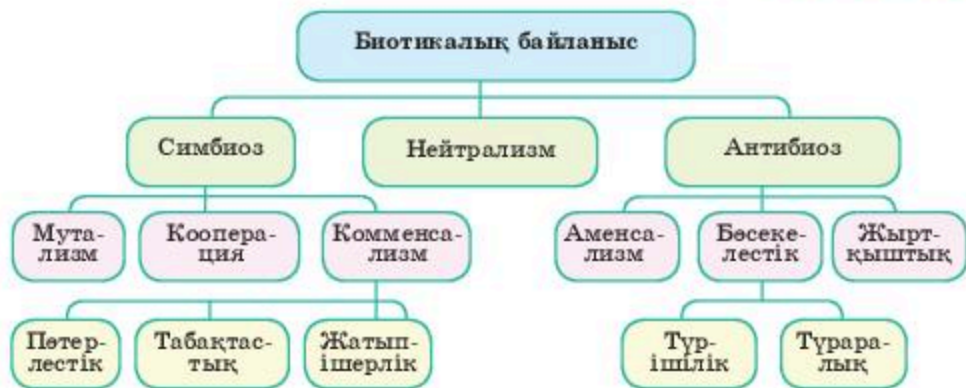 Биотикалық байланыс
Симбиоз
Нейтрализм
Антибиоз
Мута-
лизм
Коопера-
ция
Комменса-
лизм
Аменса-
лизм
Бәсеке-
лестік
Жырт-
қыштық
Пәтер-
лестік
Табақтас-
тық
Жатып-
ішерлік
Түр-
ішілік
Түрара-
лық